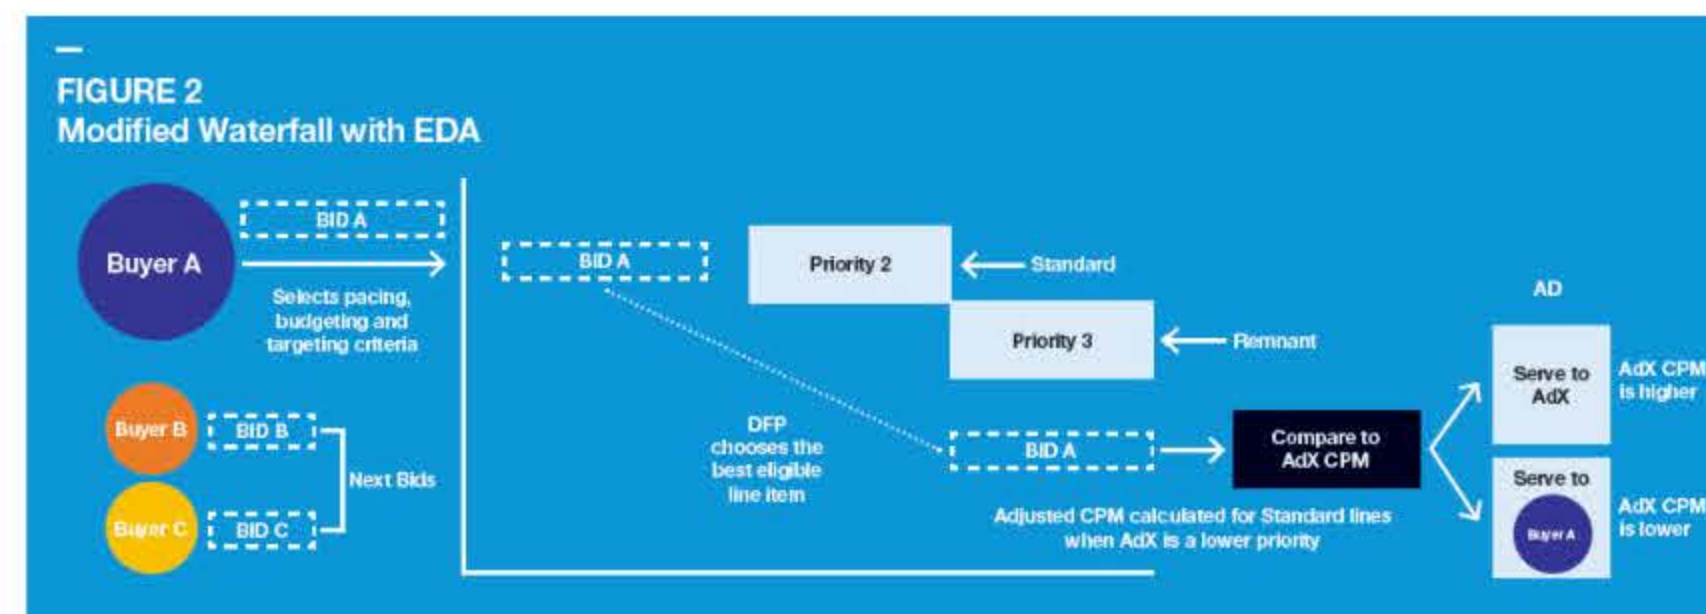 FIGURE 2
Modified Waterfall with EDA
Buyer A
BID A
Selects pacing,
budgeting and
targeting criteria
Buyer B
BID B
Next Bids
Buyer C
BID C
BID A
Priority 2
Standard
Priority 3
Remnant
DFP
chooses the
best eligible
line item
BID A
Compare to
AdX CPM
Adjusted CPM calculated for Standard lines
when AdX is a lower priority
AD
Serve to
AdX
AdX CPM
is higher
Serve to
Buyer A
AdX CPM
is lower